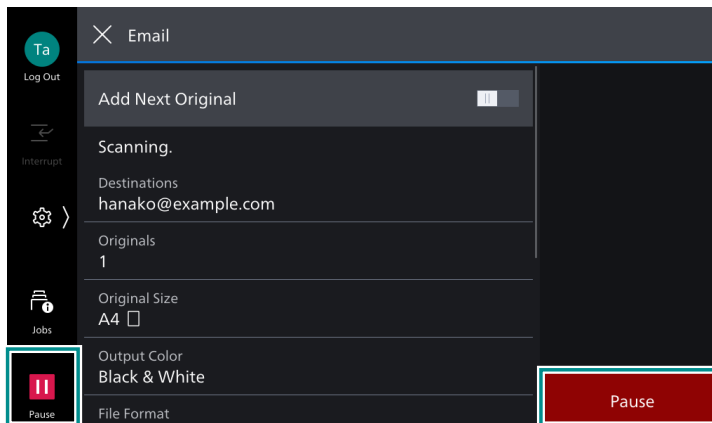 Ta
Log Out
Interrupt
Jobs
Pause
Email
Add Next Original
Scanning.
Destinations
hanako@example.com
Originals
1
Original Size
A4
Output Color
Black & White
File Format
Pause